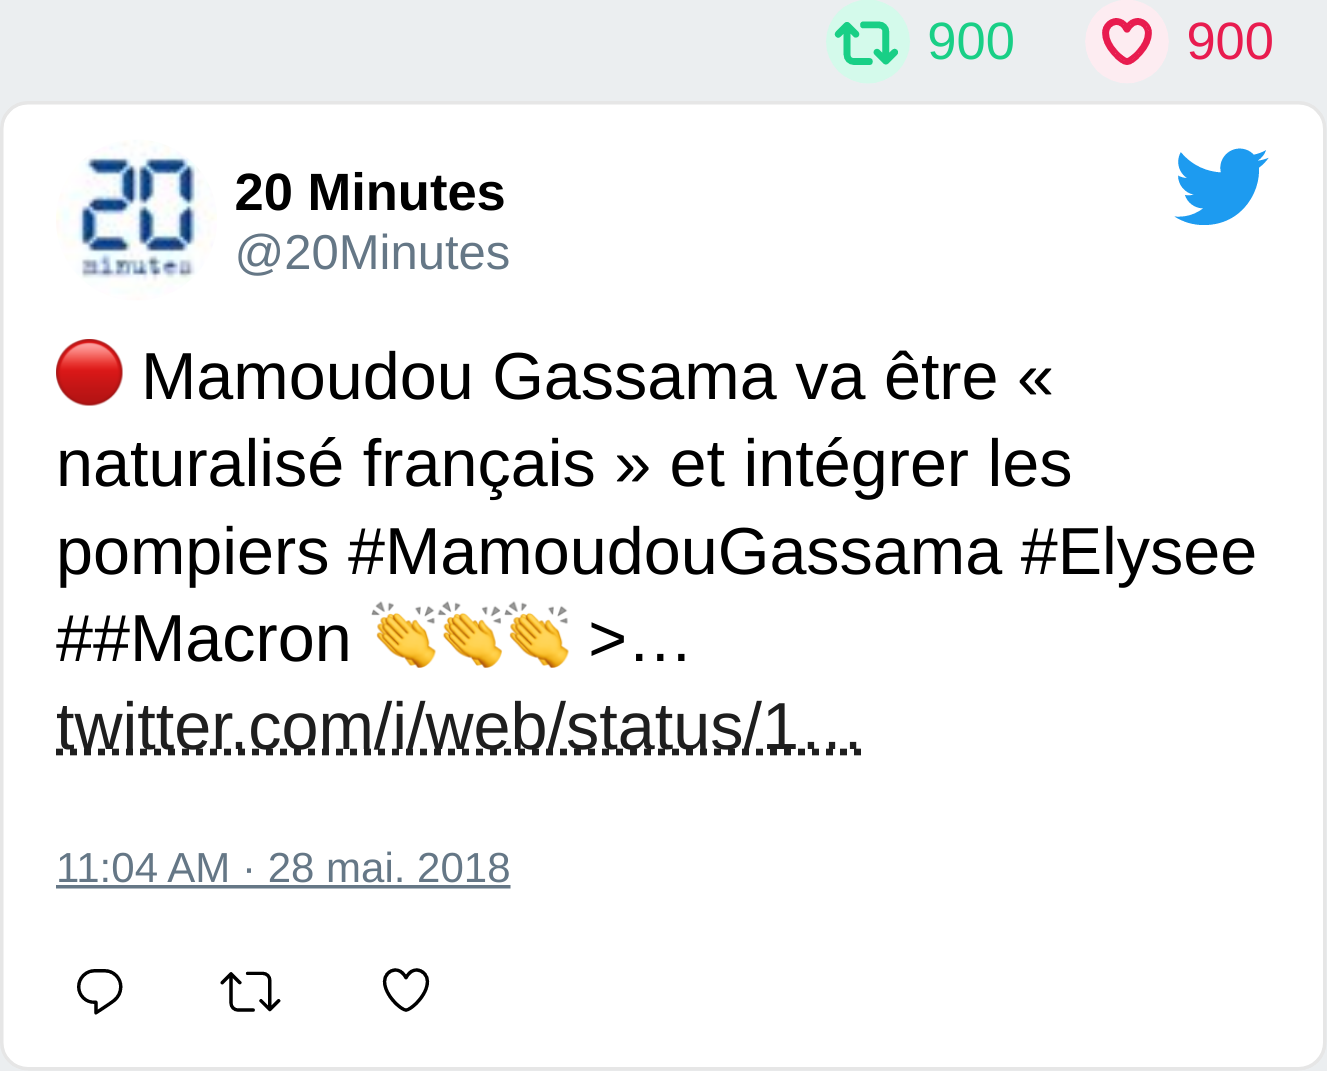 900 900
20 minutes
20 Minutes
@20Minutes
🔴 Mamoudou Gassama va être «
naturalisé français » et intégrer les
pompiers #MamoudouGassama #Elysee
##Macron 👏👏👏 >…
twitter.com/i/web/status/1…
11:04 AM · 28 mai. 2018